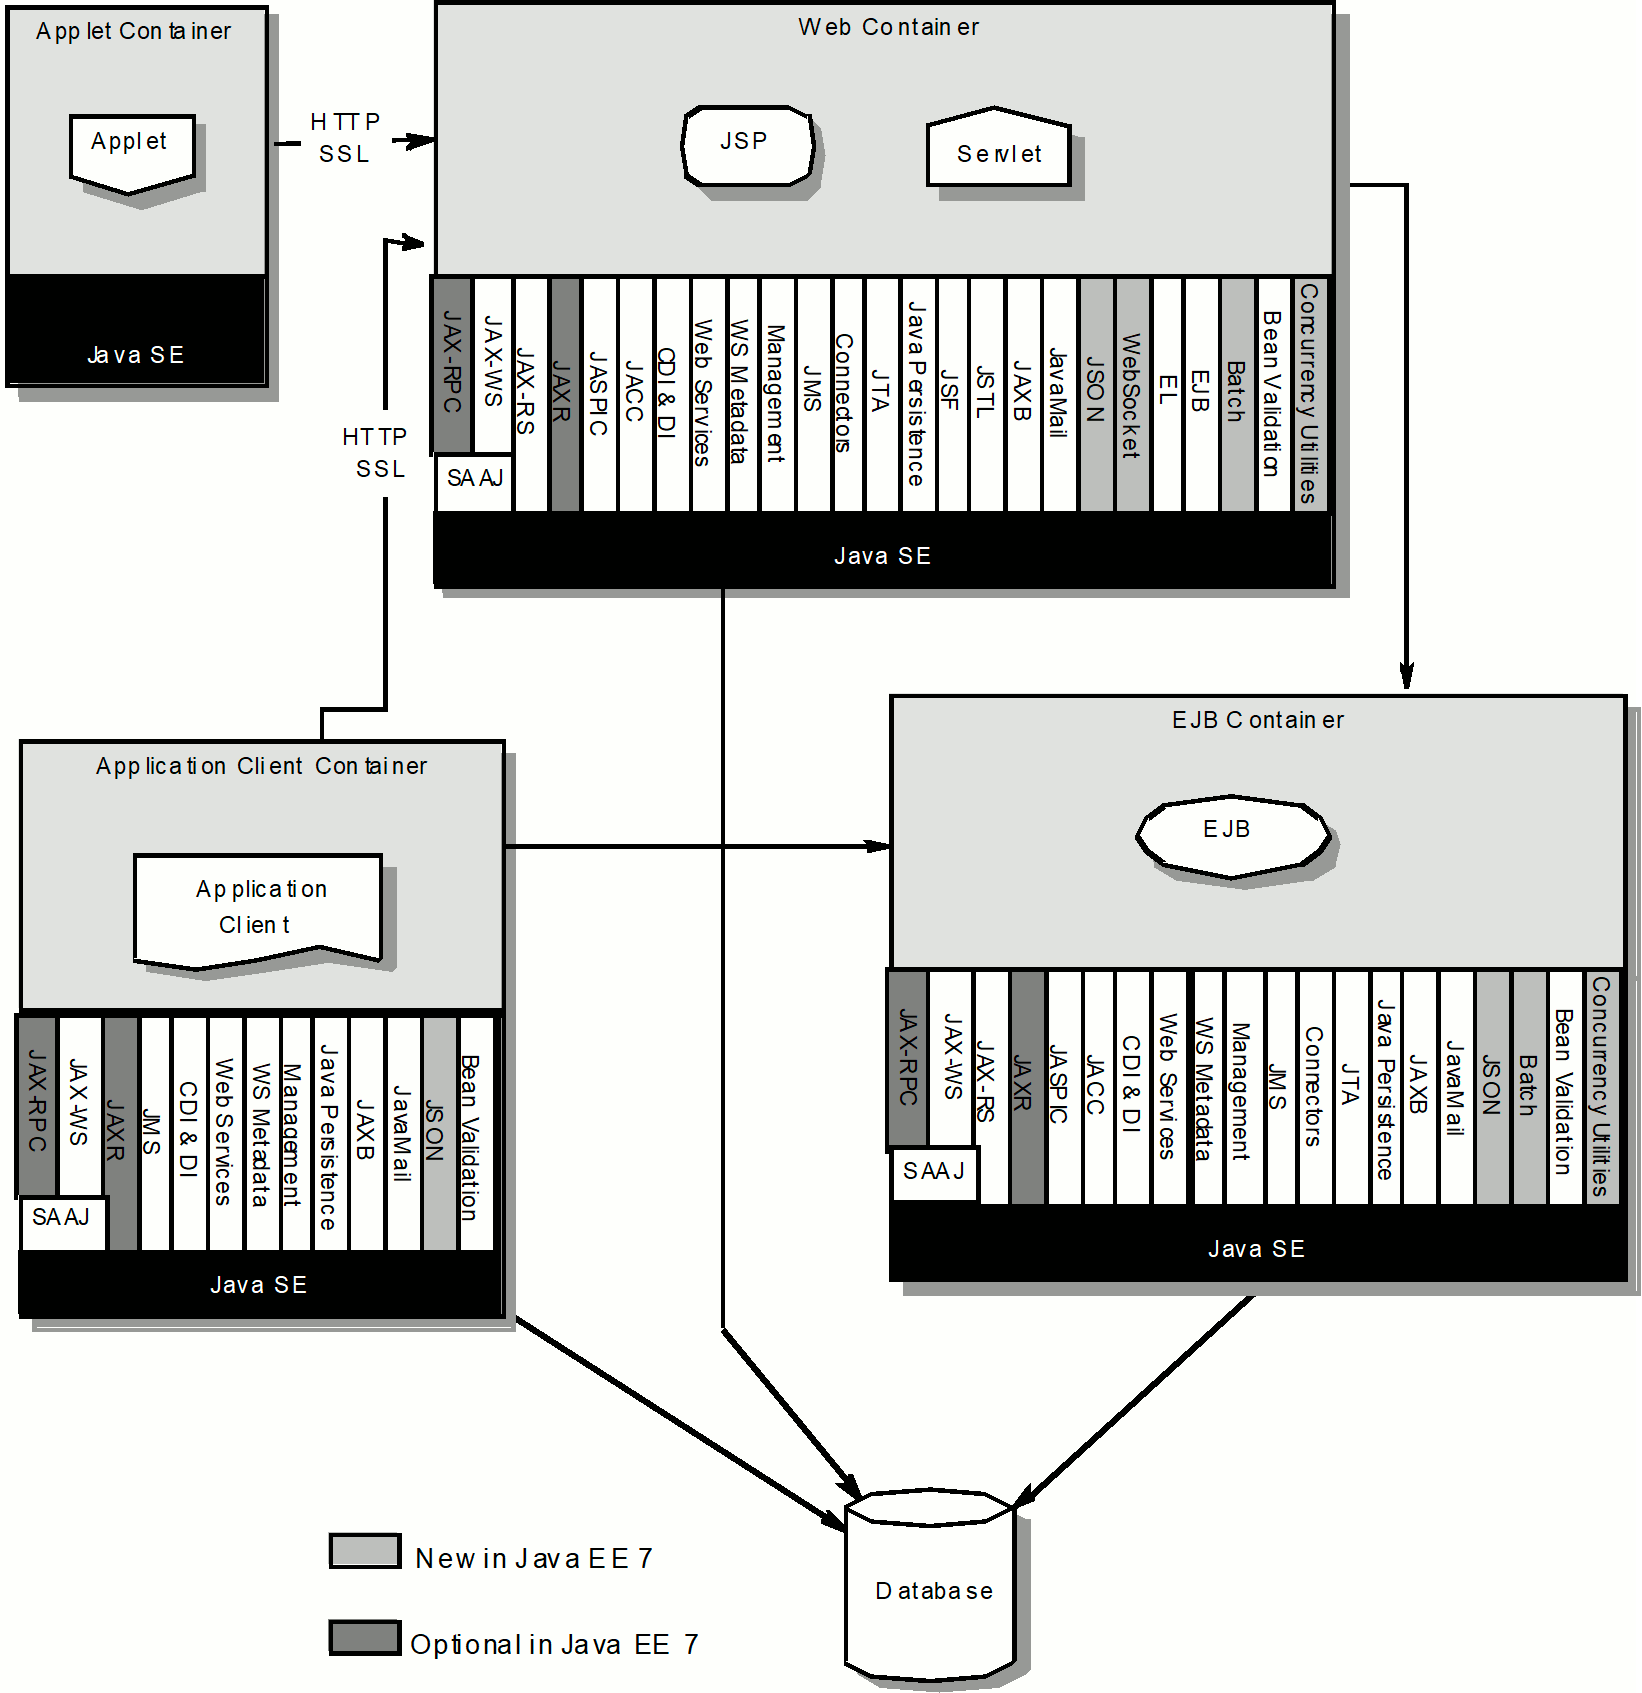 Applet Container
Applet
Java SE
HTTP
SSL
Web Container
JSP
Servlet
JAX-RPC
JAX-WS
SAAJ
JAX-RS
JAXR
JASPIC
JACC
CDI & DI
Web Services
WS Metadata
Management
JMS
Connectors
JTA
Java Persistence
JSF
JSTL
JAXB
JavaMail
JSON
WebSocket
EL
EJB
Batch
Bean Validation
Concurrency Utilities
Java SE
HTTP
SSL
Application Client Container
Application
Client
JAX-RPC
JAX-WS
SAAJ
JAXR
JMS
CDI & DI
Web Services
WS Metadata
Management
Java Persistence
JAXB
JavaMail
JSON
Bean Validation
Java SE
EJB Container
EJB
JAX-RPC
JAX-WS
SAAJ
JAX-RS
JAXR
JASPIC
JACC
CDI & DI
Web Services
WS Metadata
Management
JMS
Connectors
JTA
Java Persistence
JAXB
JavaMail
JSON
Batch
Bean Validation
Concurrency Utilities
Java SE
Database
New in Java EE 7
Optional in Java EE 7